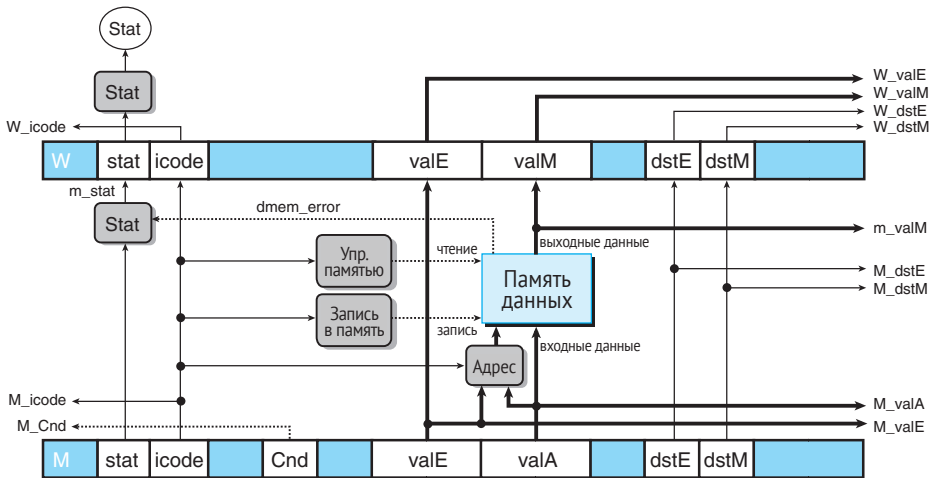 Stat
Stat
W_valE
W_valM
W_dstE
W_dstM
W_icode
W stat icode valE valM dstE dstM
m_stat
Stat
dmem_error
m_valM
выходные данные
Упр.
памятью
чтение
Память
данных
M_dstE
M_dstM
Запись
в память
запись
входные данные
Адрес
M_icode
M_valA
M_Cnd
M_valE
M stat icode Cnd valE valA dstE dstM